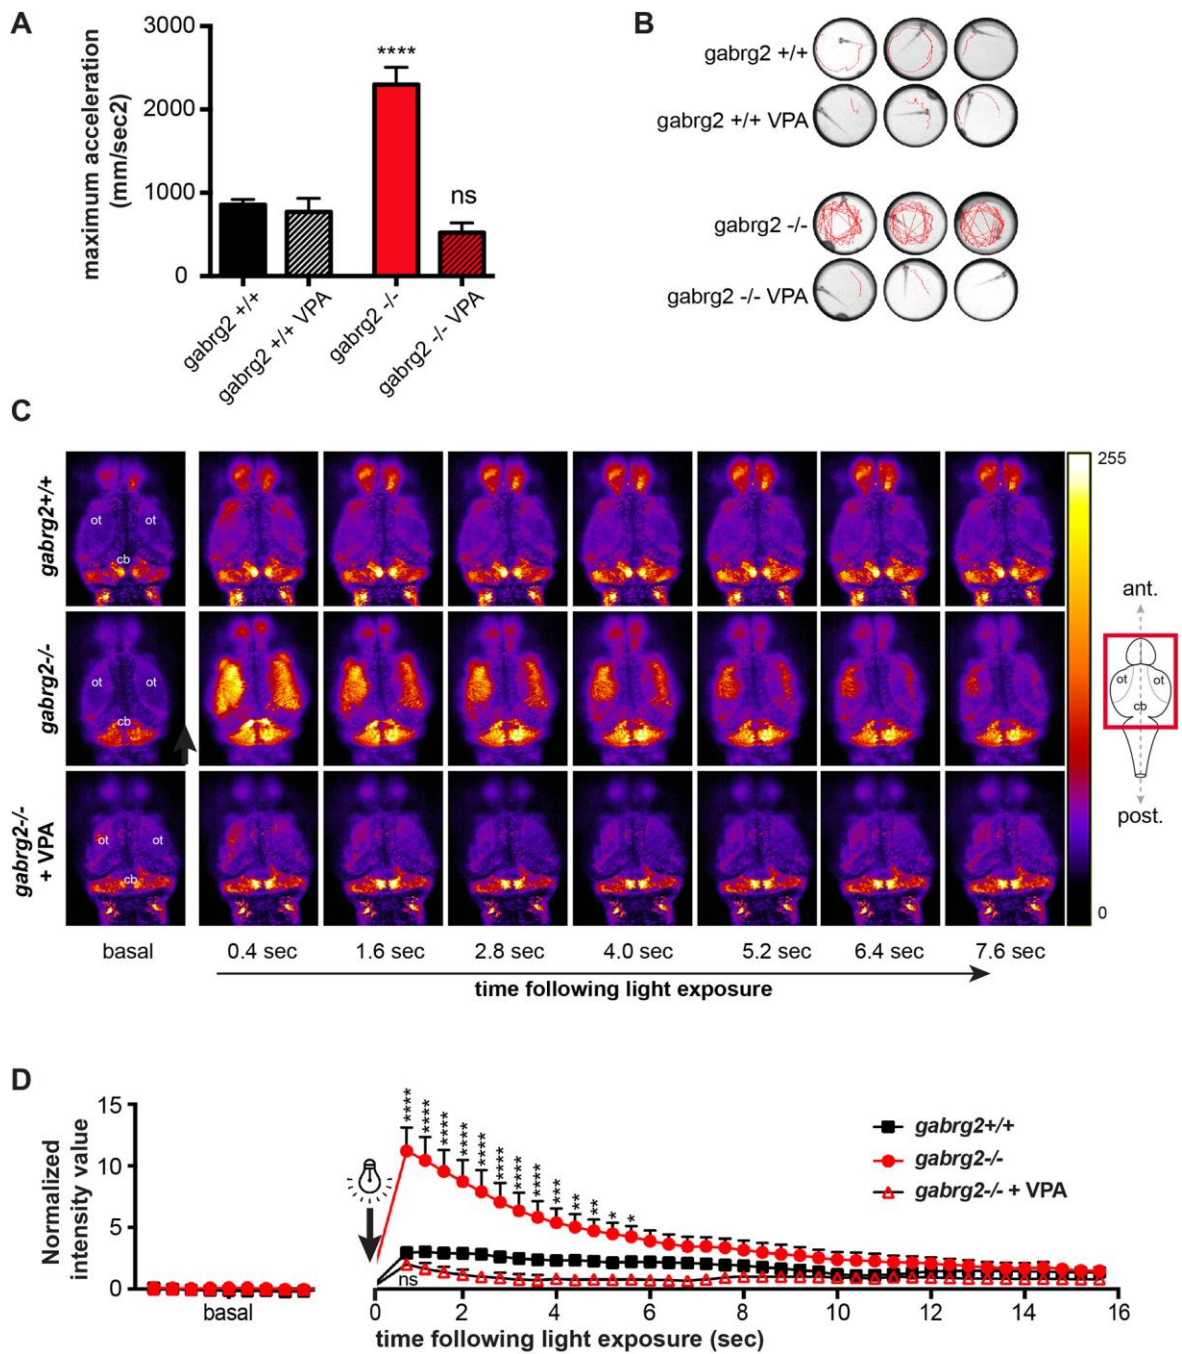 A
maximum acceleration
(mm/sec2)
3000
2000
1000
0
****
ns
gabrg2 +/+
gabrg2 +/+ VPA
gabrg2 -/-
gabrg2 -/- VPA
B
gabrg2 +/+
gabrg2 +/+ VPA
gabrg2 -/-
gabrg2 -/- VPA
C
gabrg2+/+
ot ot
cb
gabrg2-/-
ot ot
cb
gabrg2-/-
+ VPA
ot ot
cb
255
0
ant.
ot ot
cb
post.
basal 0.4 sec 1.6 sec 2.8 sec 4.0 sec 5.2 sec 6.4 sec 7.6 sec
time following light exposure
D
Normalized
intensity value
15
10
5
0
**** **** **** **** **** **** **** **** *** ** ** * *
ns
gabrg2+/+
gabrg2-/-
gabrg2-/- + VPA
basal
0 2 4 6 8 10 12 14 16
time following light exposure (sec)